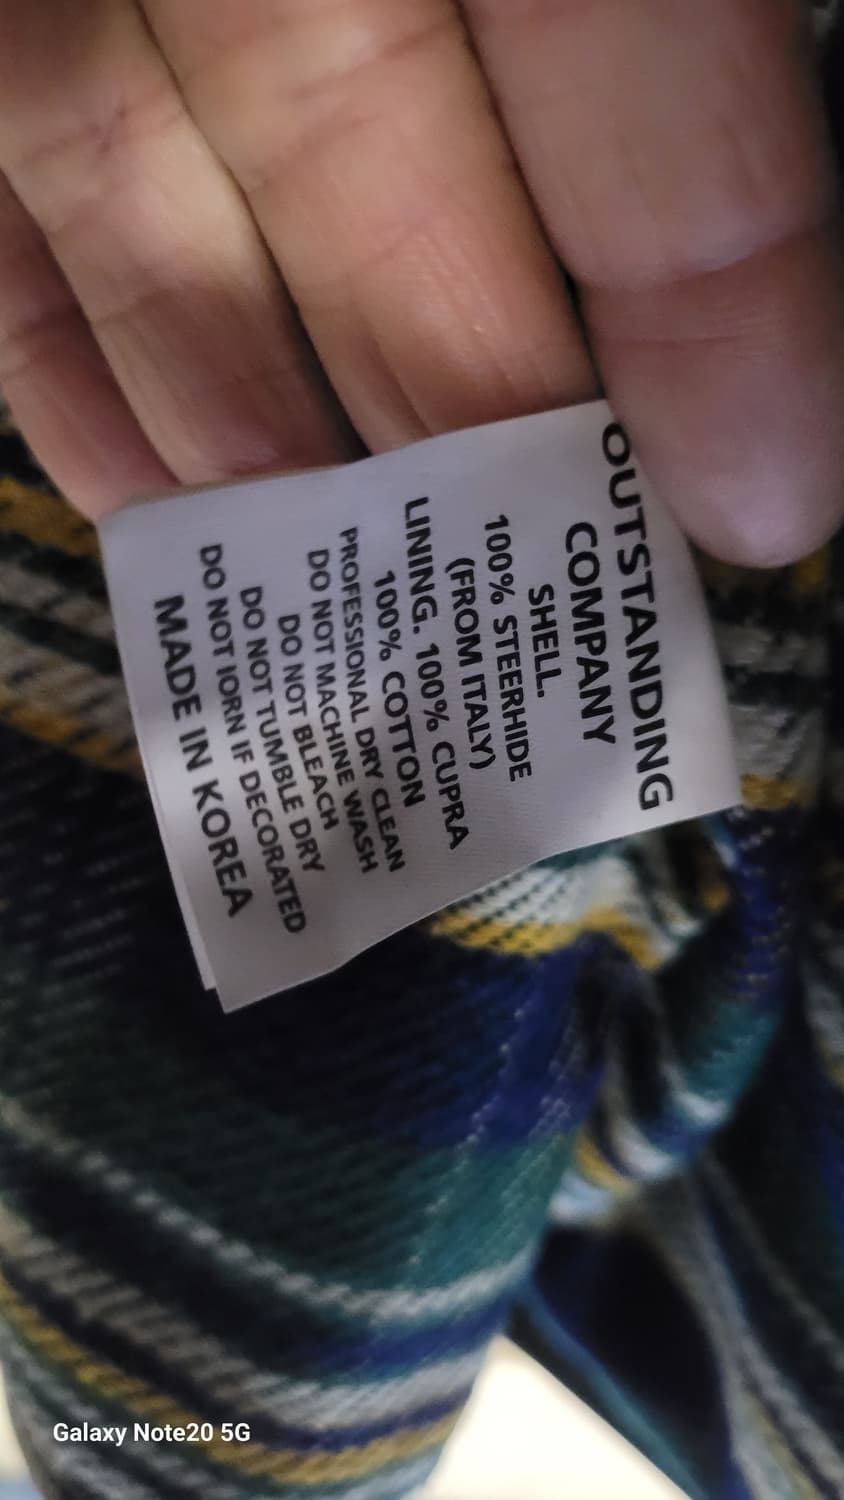 OUTSTANDING
COMPANY
SHELL.
100% STEERHIDE
(FROM ITALY)
LINING. 100% CUPRA
100% COTTON
PROFESSIONAL DRY CLEAN
DO NOT MACHINE WASH
DO NOT BLEACH
DO NOT TUMBLE DRY
DO NOT IORN IF DECORATED
MADE IN KOREA
Galaxy Note20 5G